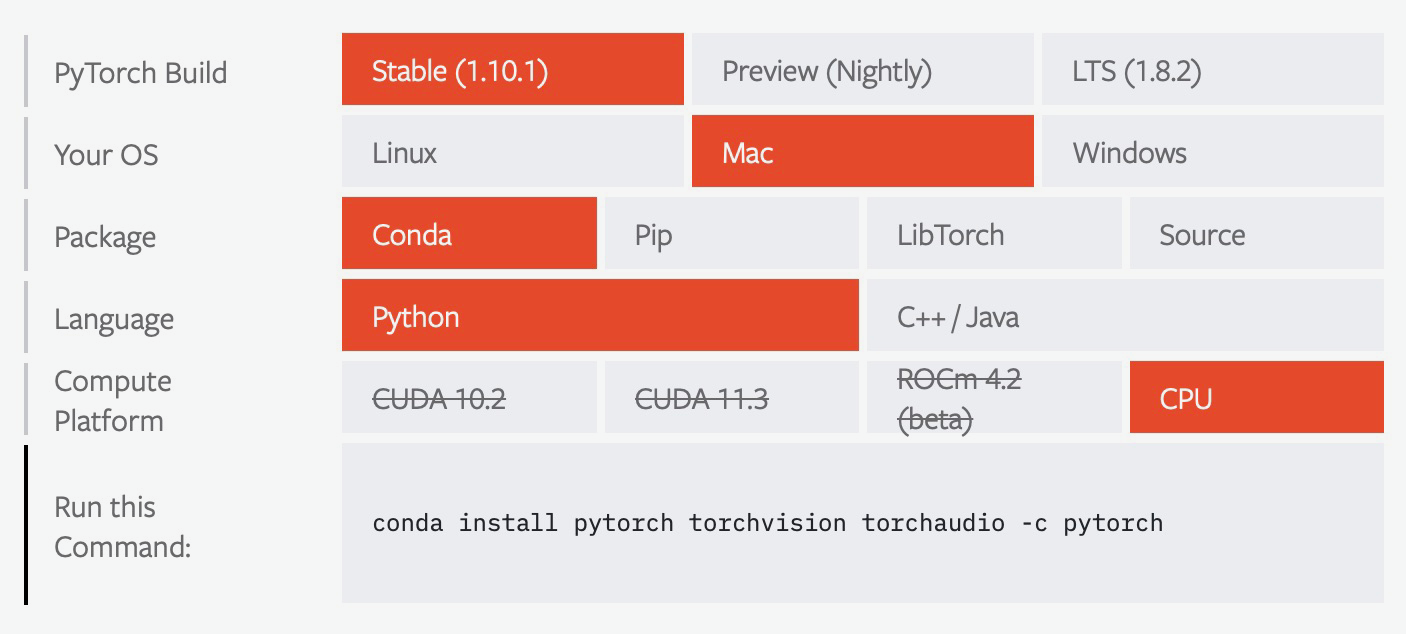 PyTorch Build
Stable (1.10.1)
Preview (Nightly)
LTS (1.8.2)
Your OS
Linux
Mac
Windows
Package
Conda
Pip
LibTorch
Source
Language
Python
C++ / Java
Compute
Platform
CUDA 10.2
CUDA 11.3
ROCm 4.2
(beta)
CPU
Run this
Command:
conda install pytorch torchvision torchaudio -c pytorch